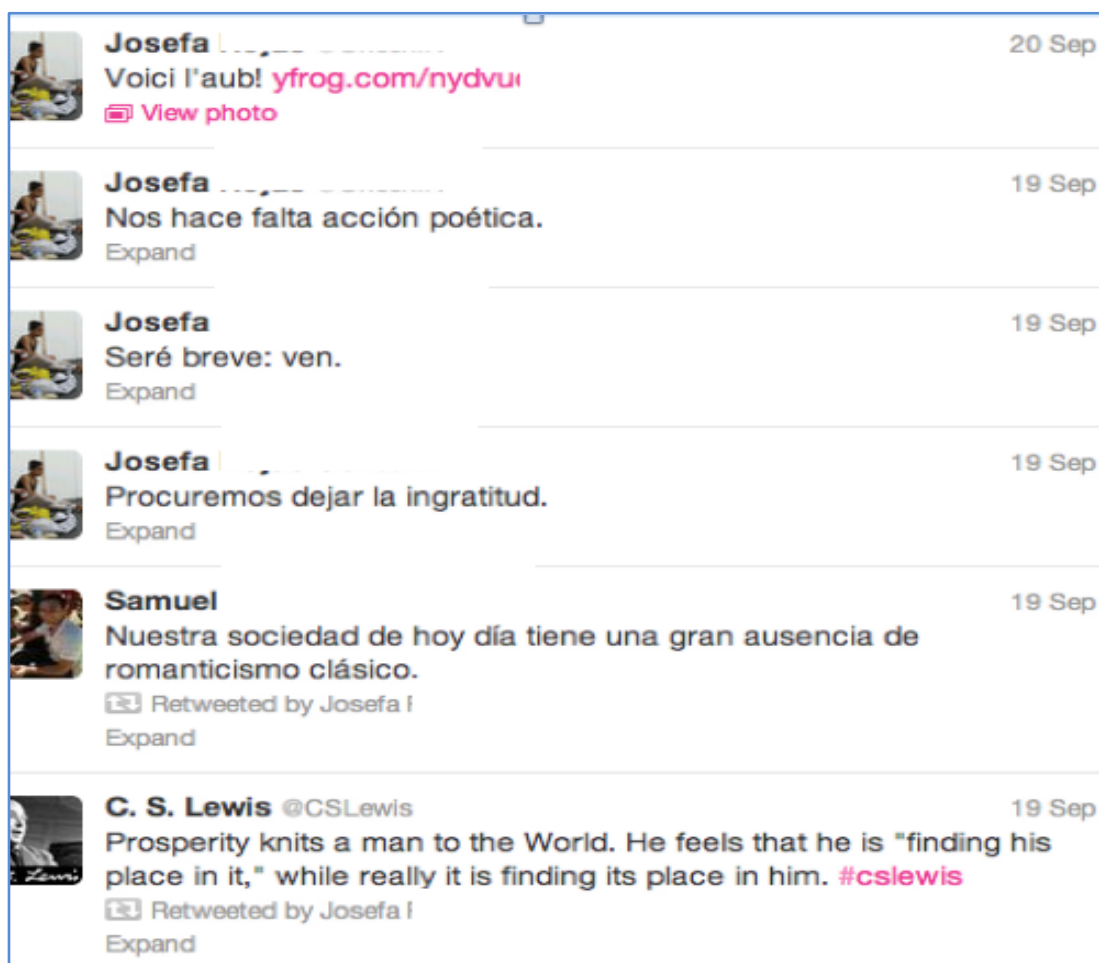 Josefa
20 Sep
Voici l'aub! yfrog.com/nydvu
View photo
Josefa
19 Sep
Nos hace falta acción poética.
Expand
Josefa
19 Sep
Seré breve: ven.
Expand
Josefa
19 Sep
Procuremos dejar la ingratitud.
Expand
Samuel
19 Sep
Nuestra sociedad de hoy día tiene una gran ausencia de
romanticismo clásico.
Retweeted by Josefa
Expand
C. S. Lewis @CSLewis
19 Sep
Prosperity knits a man to the World. He feels that he is "finding his
place in it," while really it is finding its place in him. #cslewis
Retweeted by Josefa
Expand